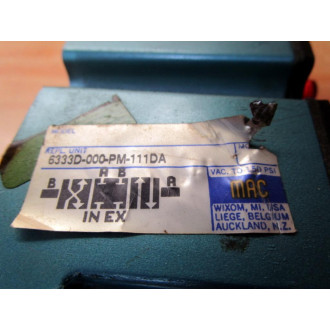 MODEL
REPL. UNIT
6333D-000-PM-111DA
A B
B A
IN EX
VAC. TO 150 PSI
MAC
WIXOM, MI. USA
LIEGE, BELGIUM
AUCKLAND, N.Z.